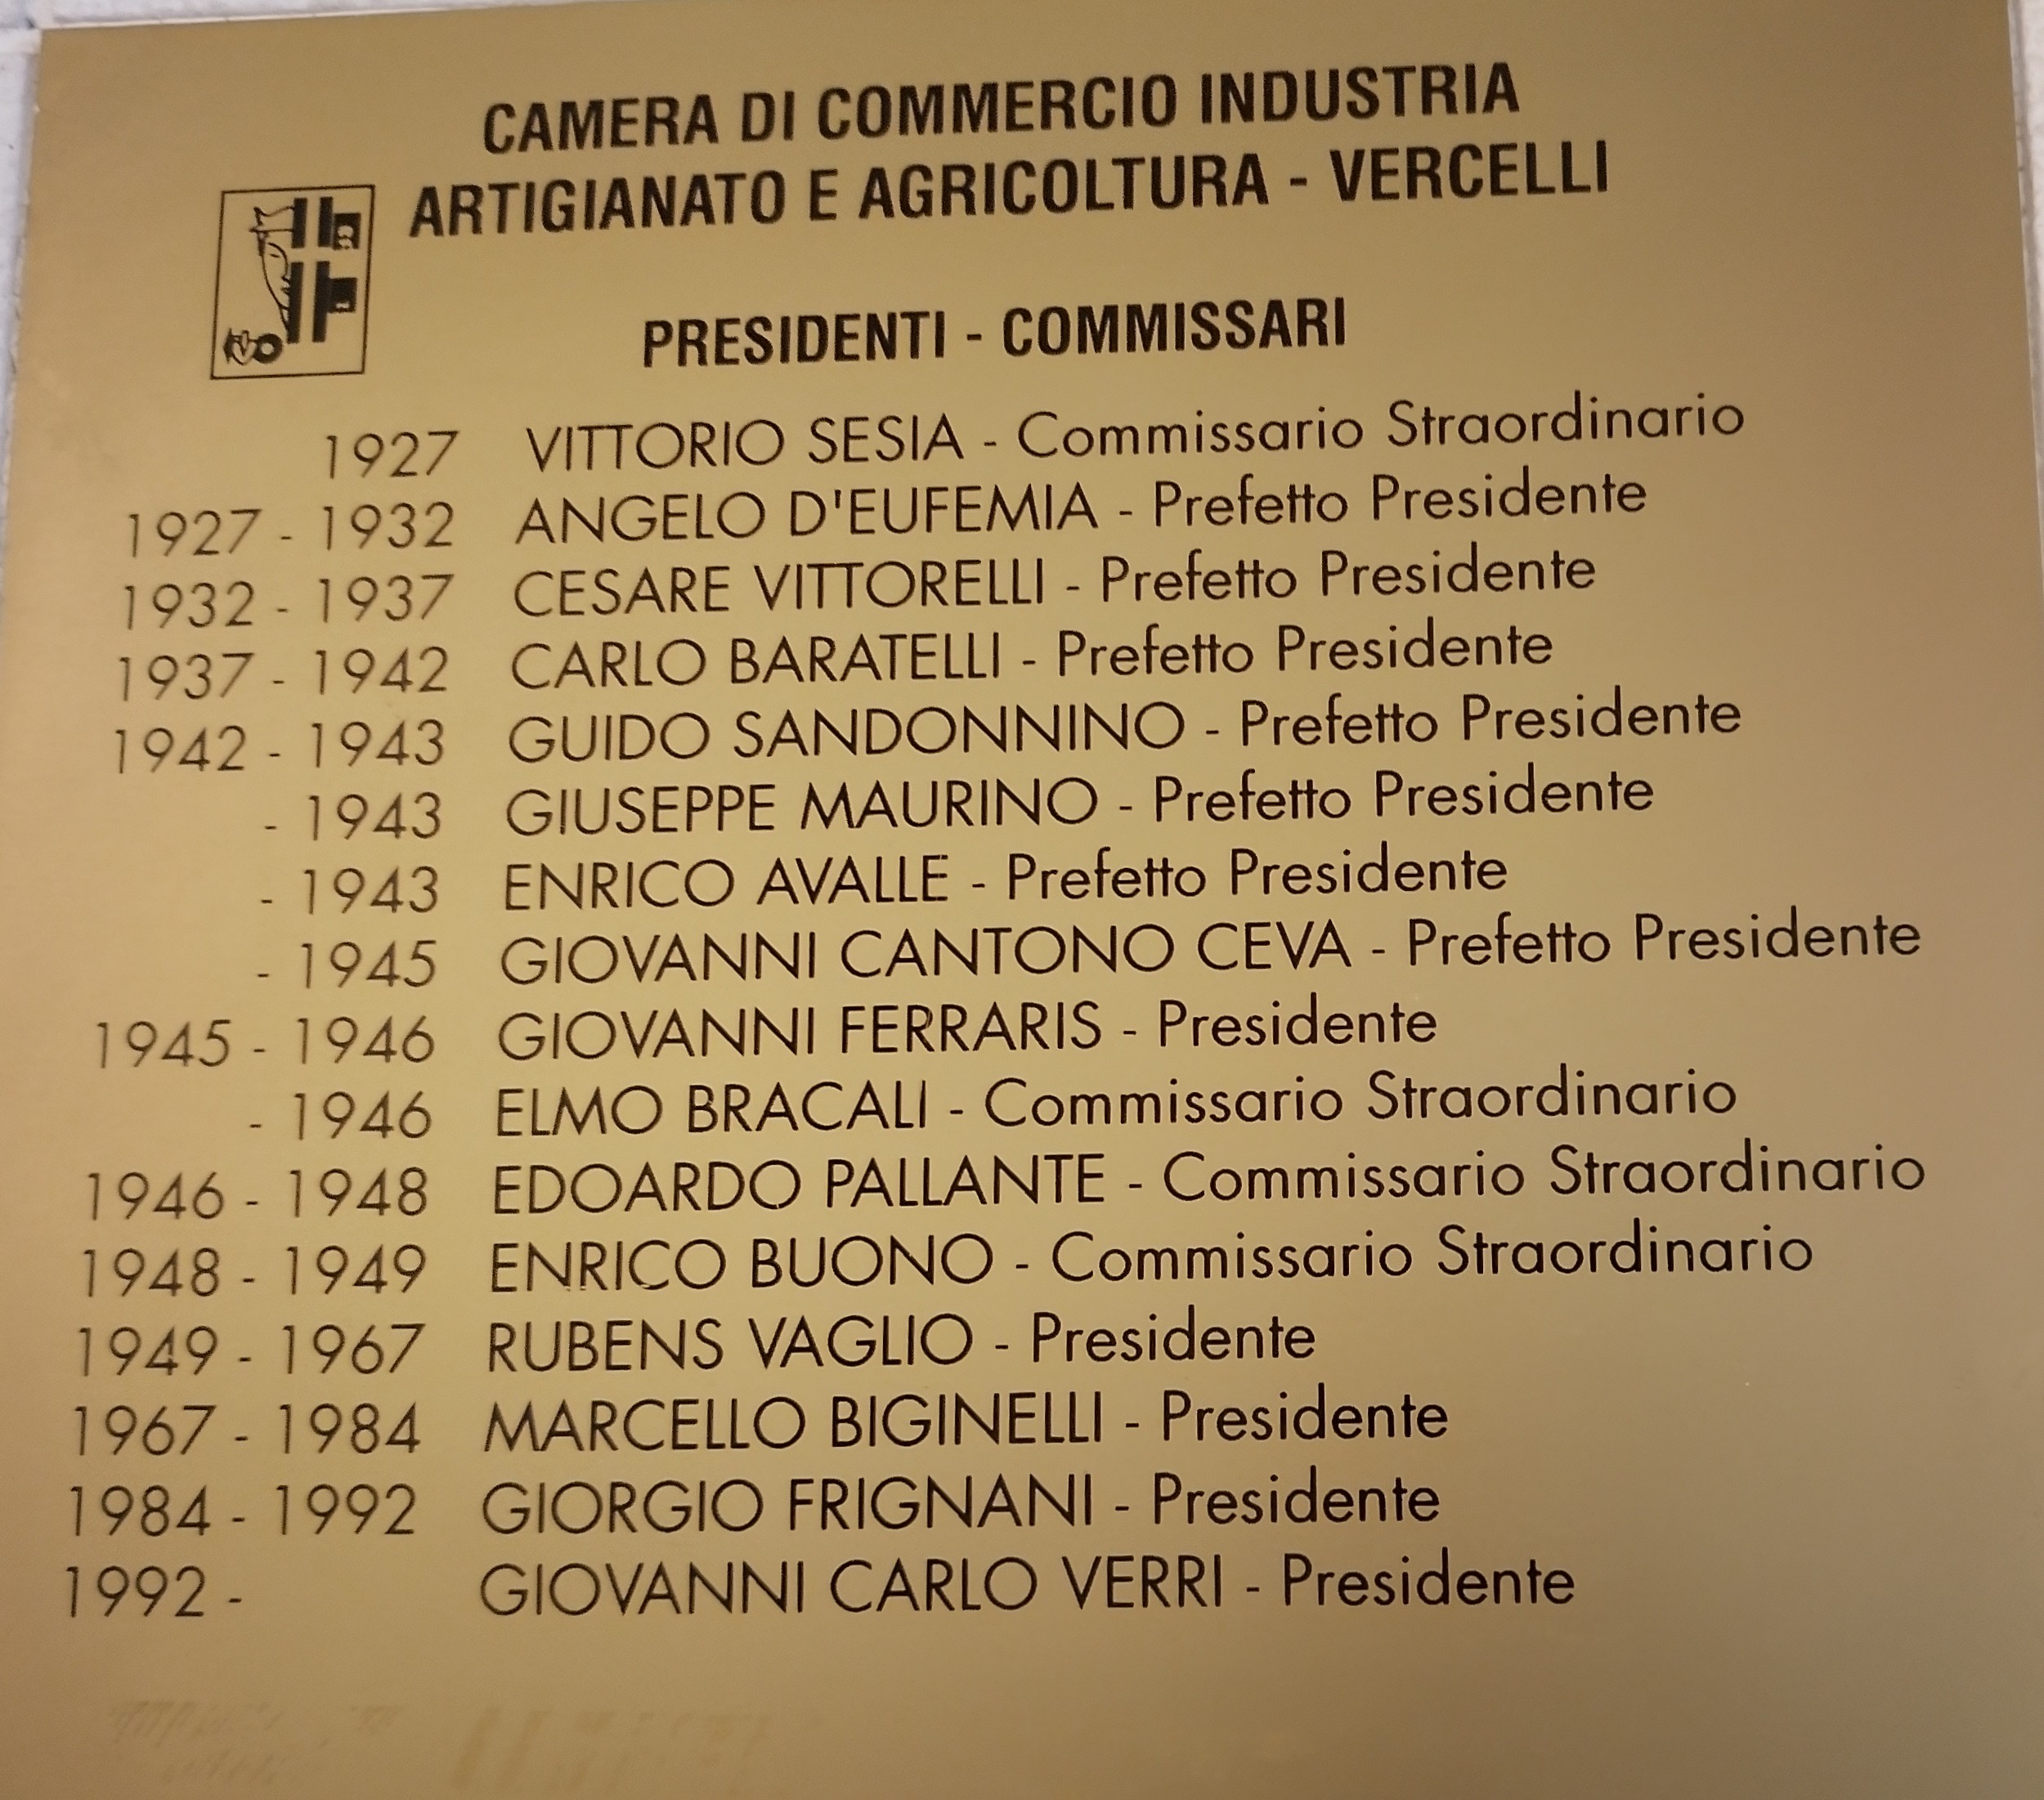 CAMERA DI COMMERCIO INDUSTRIA
ARTIGIANATO E AGRICOLTURA - VERCELLI
PRESIDENTI - COMMISSARI
1927 VITTORIO SESIA - Commissario Straordinario
1927 - 1932 ANGELO D'EUFEMIA - Prefetto Presidente
1932 - 1937 CESARE VITTORELLI - Prefetto Presidente
1937 - 1942 CARLO BARATELLI - Prefetto Presidente
1942 - 1943 GUIDO SANDONNINO - Prefetto Presidente
- 1943 GIUSEPPE MAURINO - Prefetto Presidente
- 1943 ENRICO AVALLE - Prefetto Presidente
- 1945 GIOVANNI CANTONO CEVA - Prefetto Presidente
1945 - 1946 GIOVANNI FERRARIS - Presidente
- 1946 ELMO BRACALI - Commissario Straordinario
1946 - 1948 EDOARDO PALLANTE - Commissario Straordinario
1948 - 1949 ENRICO BUONO - Commissario Straordinario
1949 - 1967 RUBENS VAGLIO - Presidente
1967 - 1984 MARCELLO BIGINELLI - Presidente
1984 - 1992 GIORGIO FRIGNANI - Presidente
1992 - GIOVANNI CARLO VERRI - Presidente